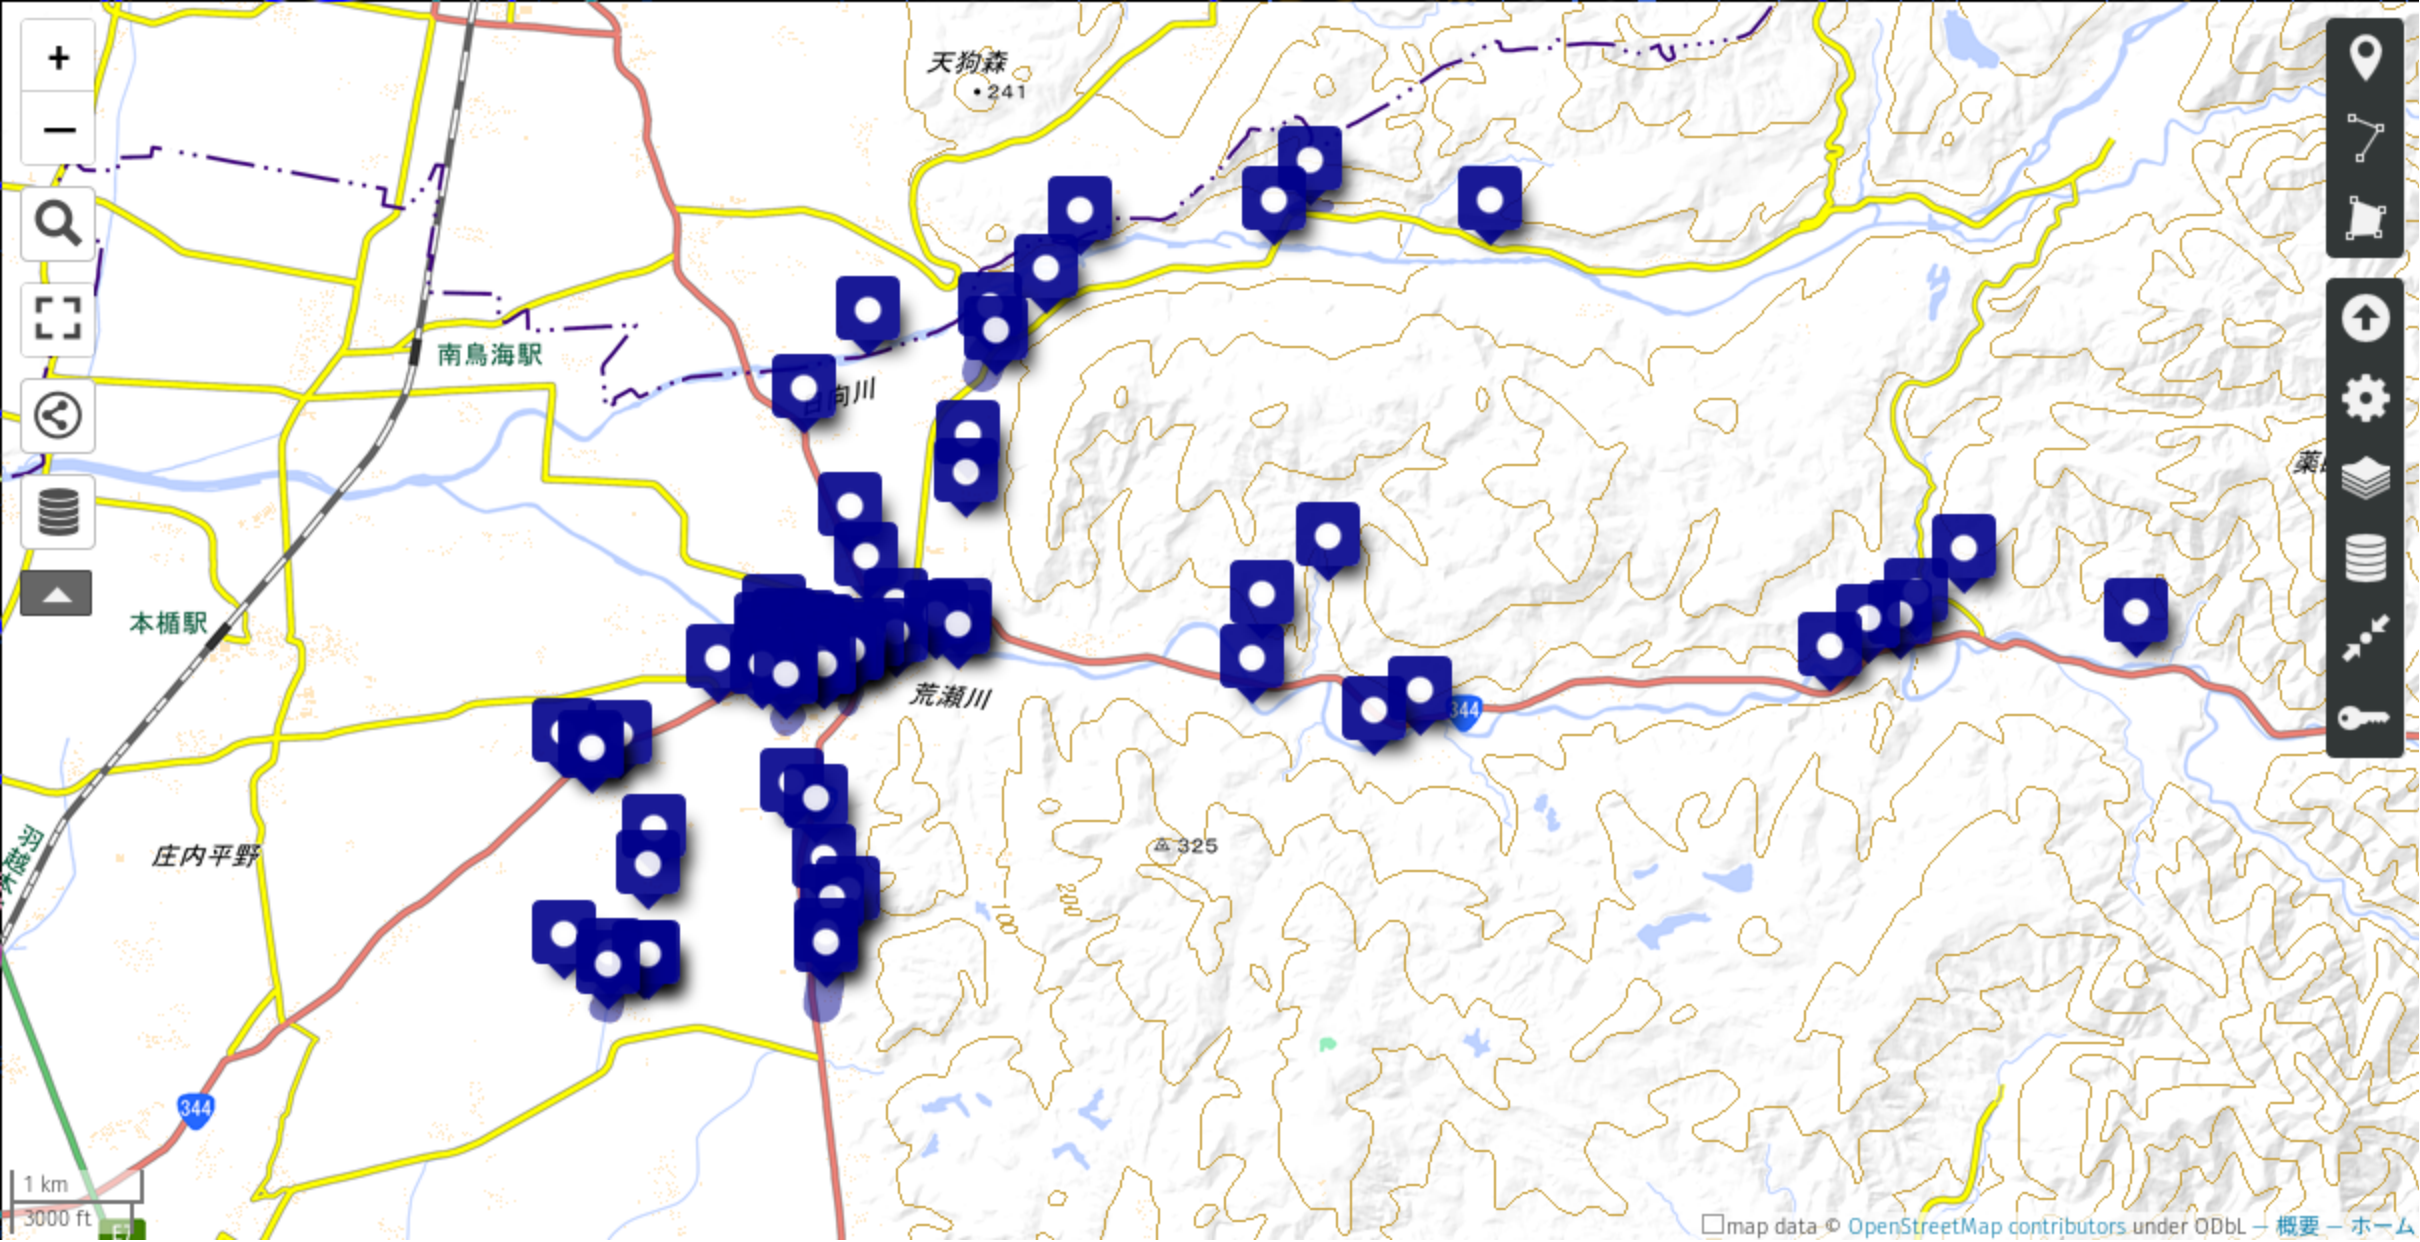 +
天狗森
241
−
南鳥海駅
日向川
本楯駅
荒瀬川
344
庄内平野
325
200
100
344
1 km
3000 ft
E7
map data © OpenStreetMap contributors under ODbL — 概要 — ホーム